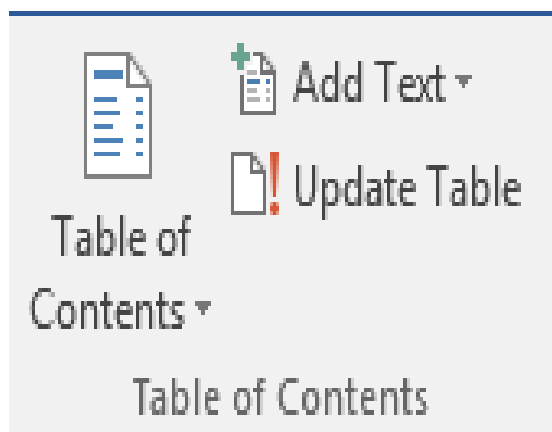 Table of
Contents
Add Text
Update Table
Table of Contents